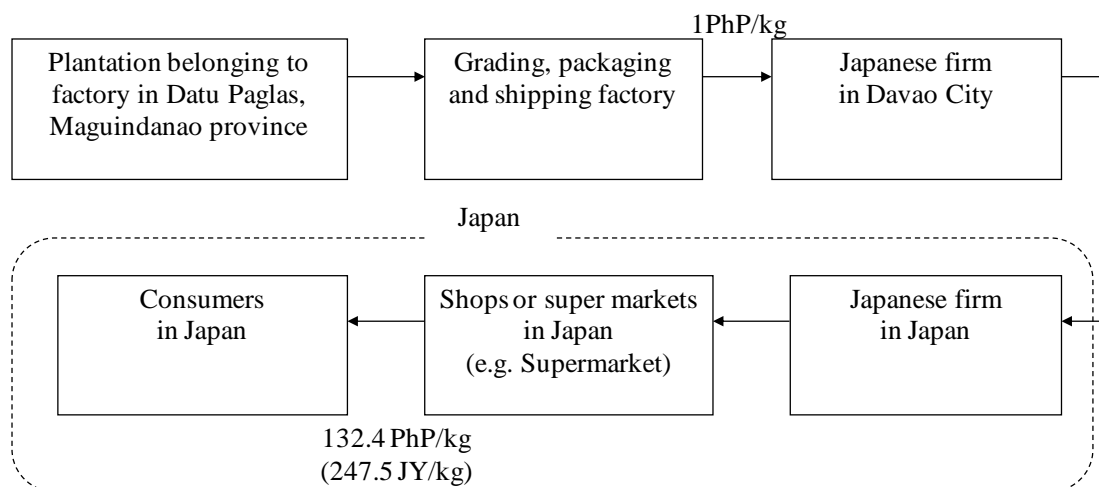 1PhP/kg
Plantation belonging to
factory in Datu Paglas,
Maguindanao province
Grading, packaging
and shipping factory
Japanese firm
in Davao City
Japan
Consumers
in Japan
Shops or super markets
in Japan
(e.g. Supermarket)
Japanese firm
in Japan
132.4 PhP/kg
(247.5 JY/kg)